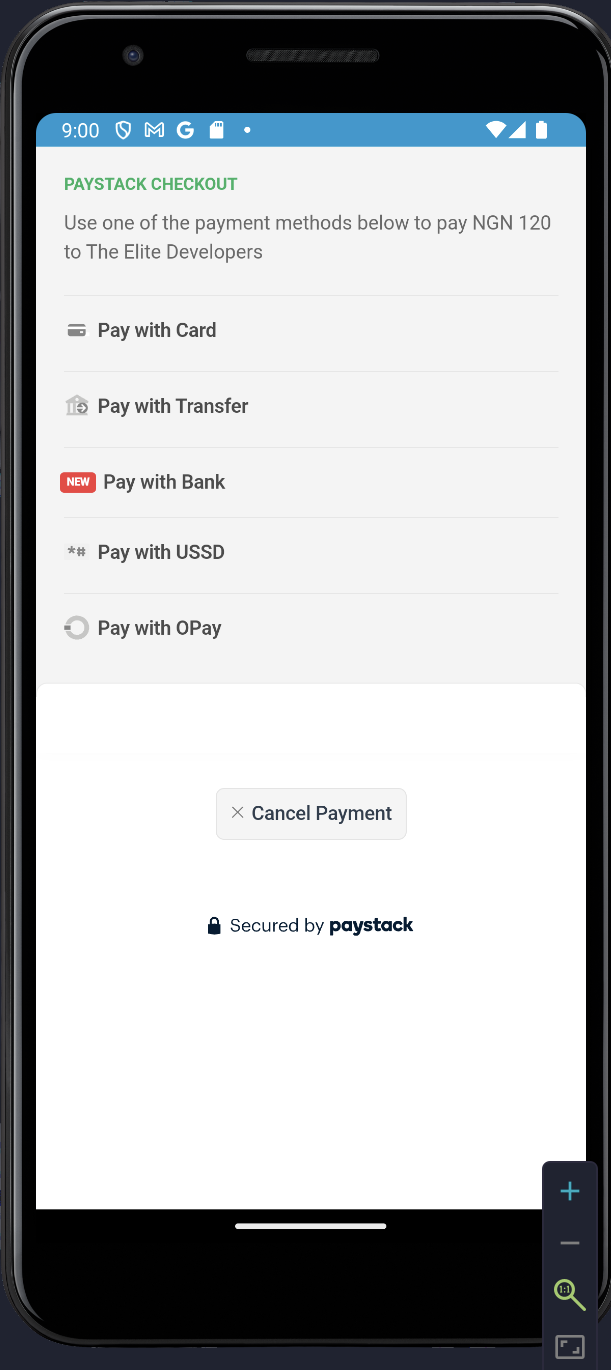 9:00
PAYSTACK CHECKOUT
Use one of the payment methods below to pay NGN 120
to The Elite Developers
Pay with Card
Pay with Transfer
NEW Pay with Bank
*# Pay with USSD
Pay with OPay
Cancel Payment
Secured by paystack
1:1